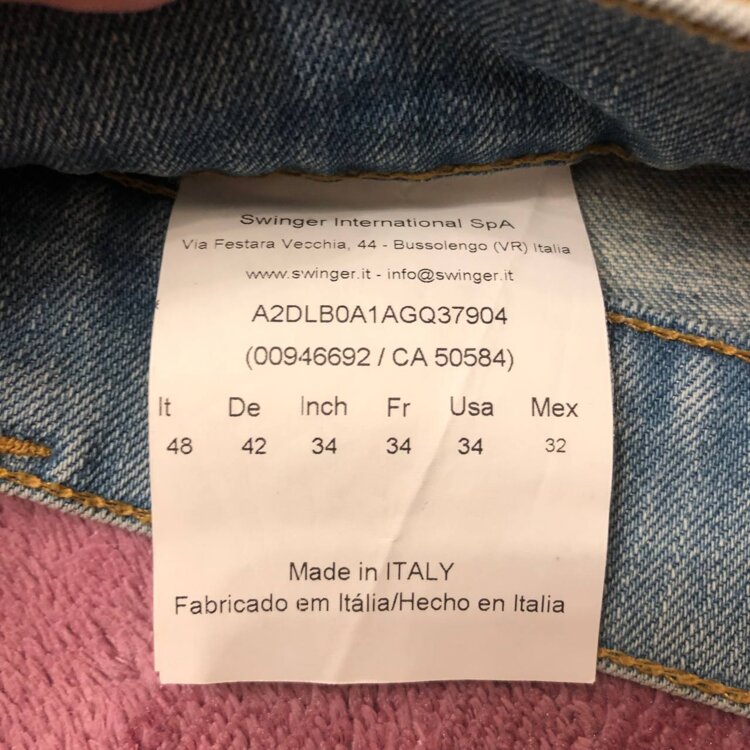 Swinger International SpA
Via Festara Vecchia, 44 - Bussolengo (VR) Italia
www.swinger.it - info@swinger.it
A2DLB0A1AGQ37904
(00946692 / CA 50584)
It De Inch Fr Usa Mex
48 42 34 34 34 32
Made in ITALY
Fabricado em Itália/Hecho en Italia